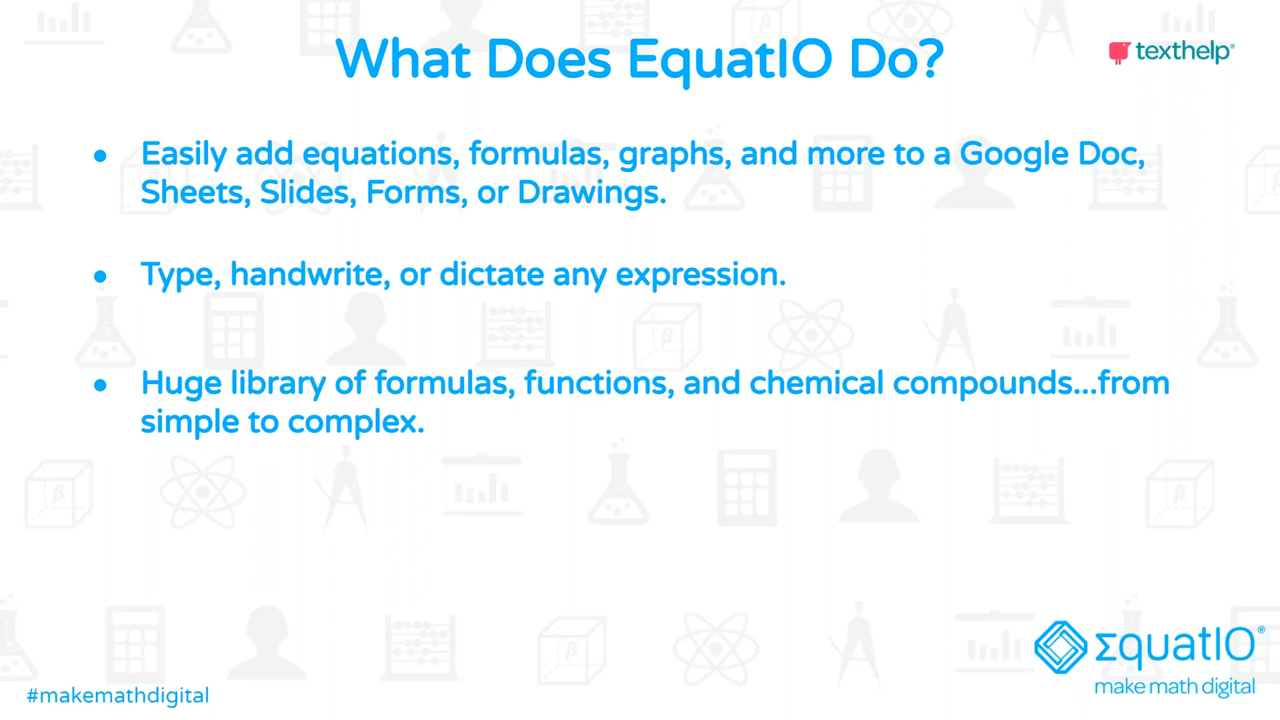 What Does EquatIO Do?
texthelp®
● Easily add equations, formulas, graphs, and more to a Google Doc,
Sheets, Slides, Forms, or Drawings.
● Type, handwrite, or dictate any expression.
● Huge library of formulas, functions, and chemical compounds...from
simple to complex.
β
β
β
β
β
β
ΣquatIO®
make math digital
#makemathdigital